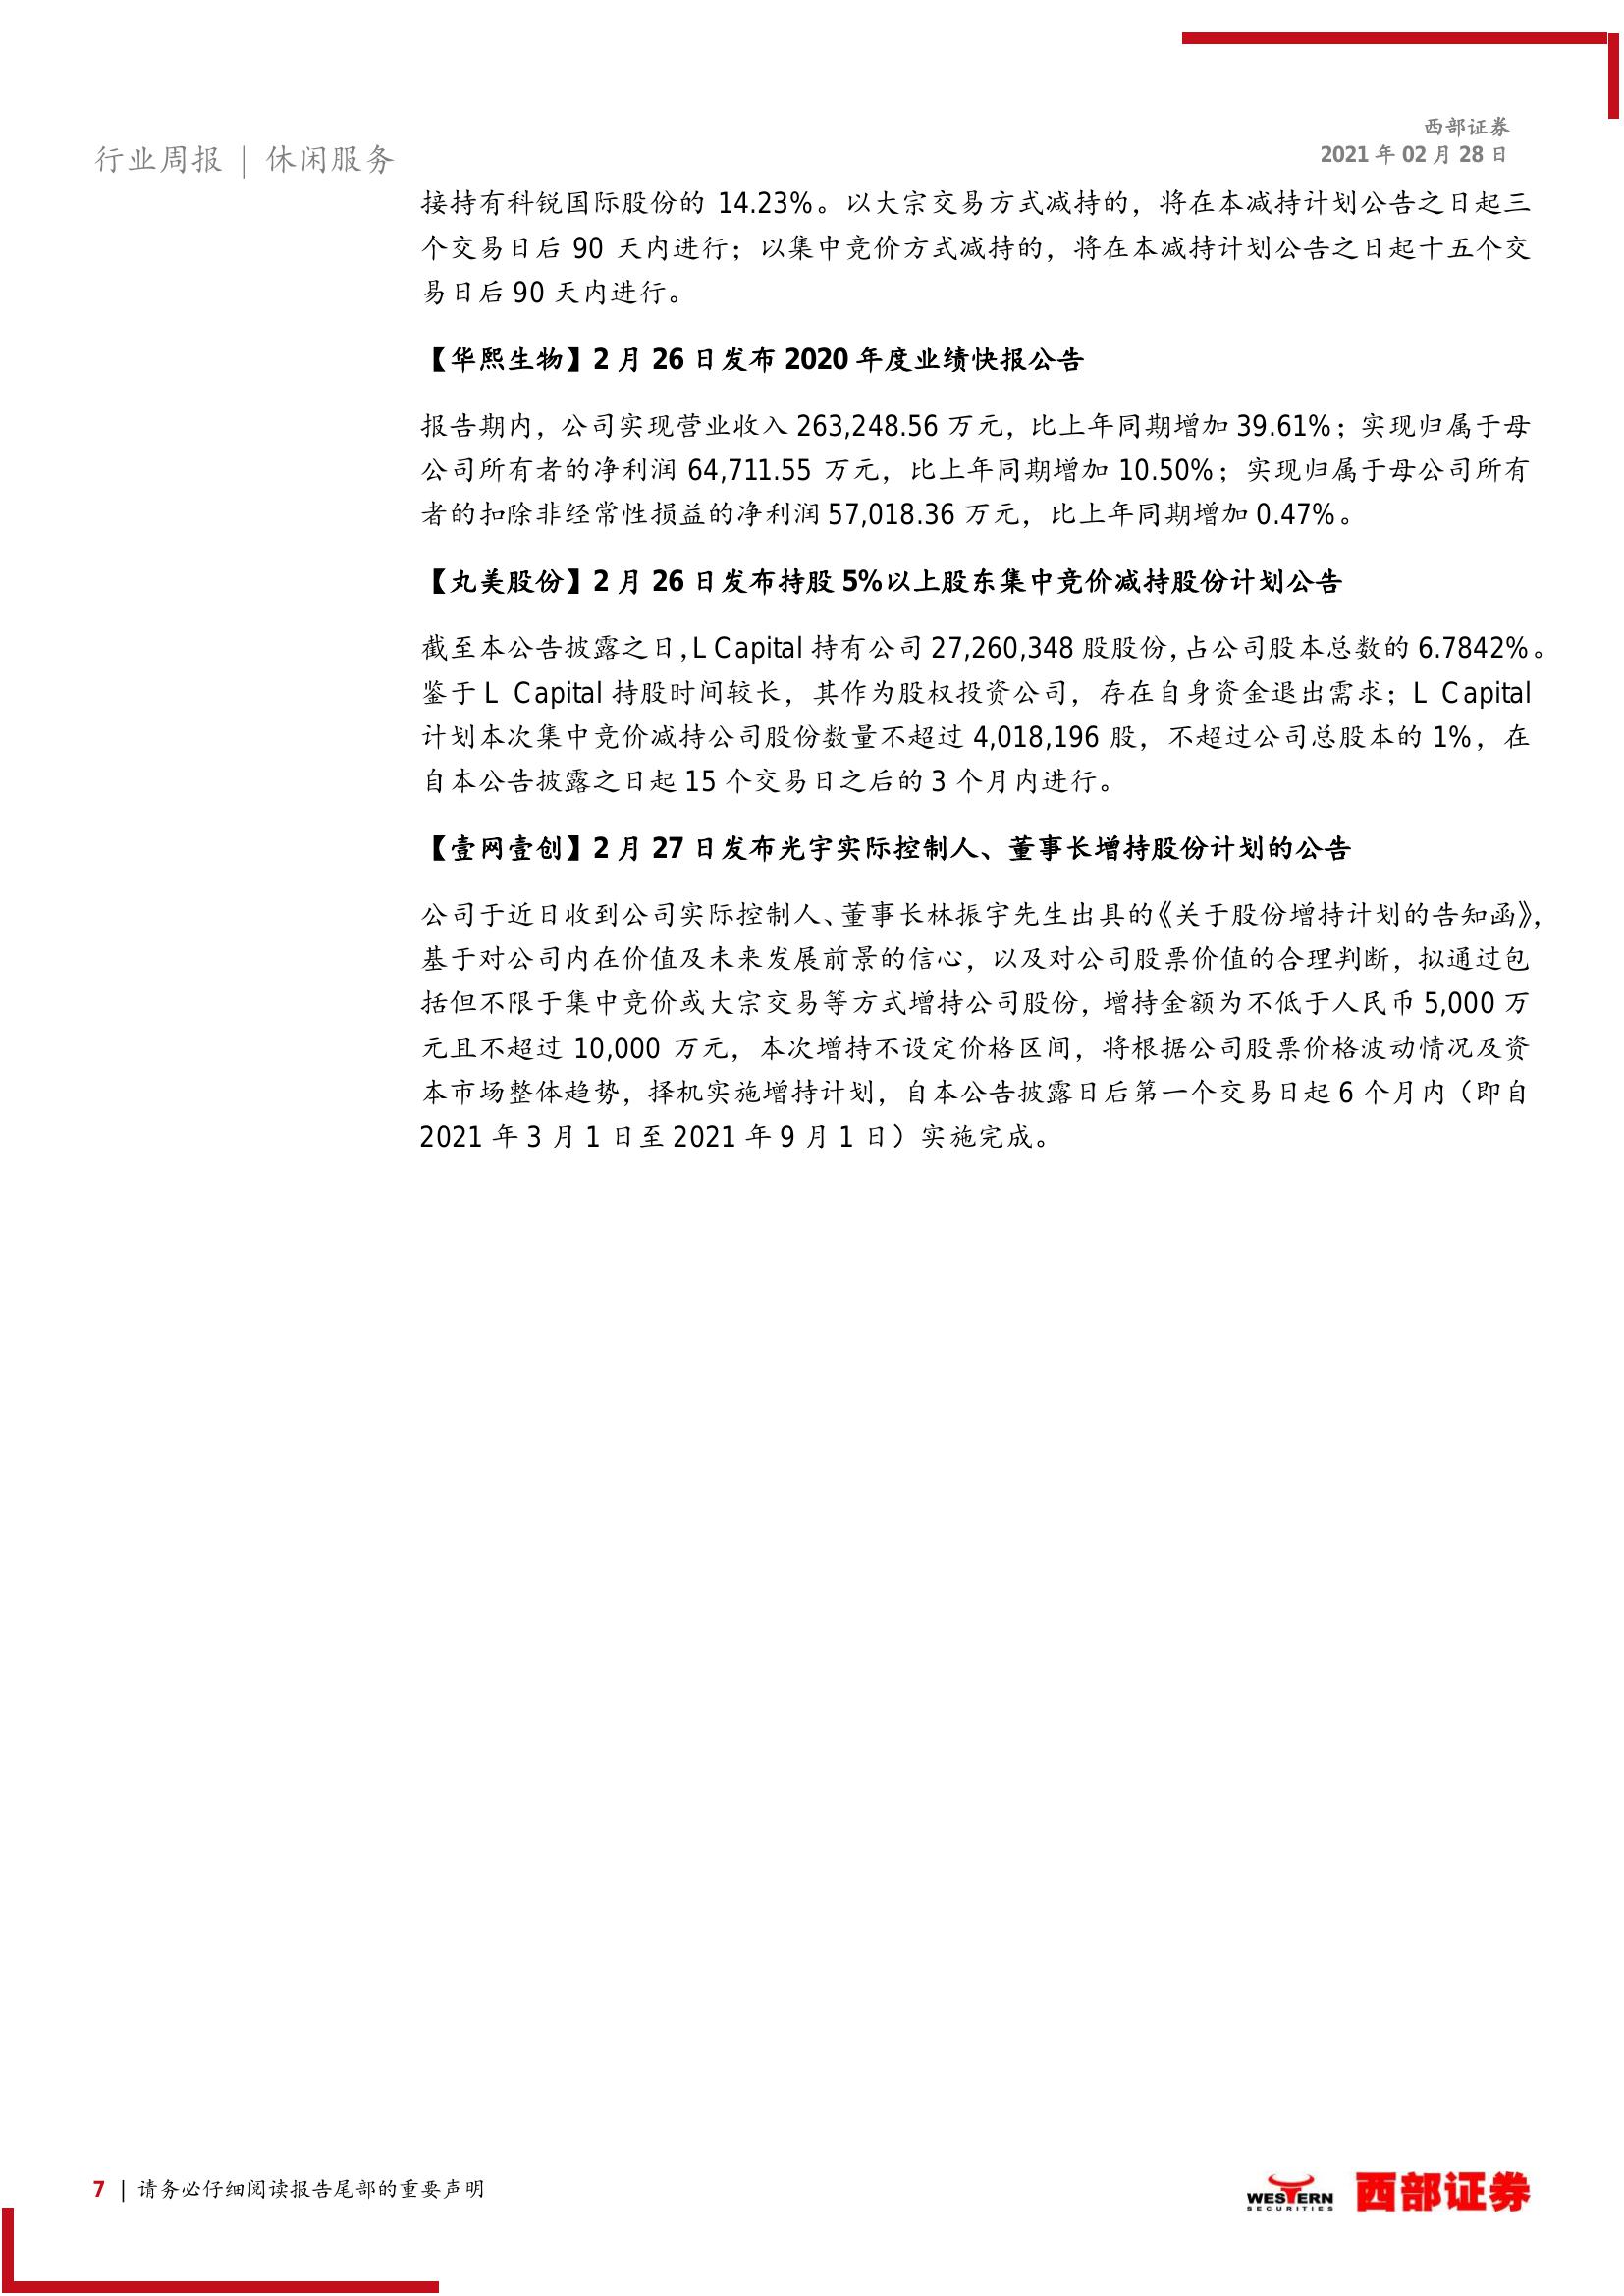 西部证券
行业周报 | 休闲服务
2021 年 02 月 28 日
接持有科锐国际股份的 14.23%。以大宗交易方式减持的，将在本减持计划公告之日起三
个交易日后 90 天内进行；以集中竞价方式减持的，将在本减持计划公告之日起十五个交
易日后 90 天内进行。
【华熙生物】2 月 26 日发布 2020 年度业绩快报公告
报告期内，公司实现营业收入 263,248.56 万元，比上年同期增加 39.61%；实现归属于母
公司所有者的净利润 64,711.55 万元，比上年同期增加 10.50%；实现归属于母公司所有
者的扣除非经常性损益的净利润 57,018.36 万元，比上年同期增加 0.47%。
【丸美股份】2 月 26 日发布持股 5%以上股东集中竞价减持股份计划公告
截至本公告披露之日，L Capital 持有公司 27,260,348 股股份，占公司股本总数的 6.7842%。
鉴于 L Capital 持股时间较长，其作为股权投资公司，存在自身资金退出需求；L Capital
计划本次集中竞价减持公司股份数量不超过 4,018,196 股，不超过公司总股本的 1%，在
自本公告披露之日起 15 个交易日之后的 3 个月内进行。
【壹网壹创】2 月 27 日发布光宇实际控制人、董事长增持股份计划的公告
公司于近日收到公司实际控制人、董事长林振宇先生出具的《关于股份增持计划的告知函》，
基于对公司内在价值及未来发展前景的信心，以及对公司股票价值的合理判断，拟通过包
括但不限于集中竞价或大宗交易等方式增持公司股份，增持金额为不低于人民币 5,000 万
元且不超过 10,000 万元，本次增持不设定价格区间，将根据公司股票价格波动情况及资
本市场整体趋势，择机实施增持计划，自本公告披露日后第一个交易日起 6 个月内（即自
2021 年 3 月 1 日至 2021 年 9 月 1 日）实施完成。
7 | 请务必仔细阅读报告尾部的重要声明
WESTERN
SECURITIES
西部证券